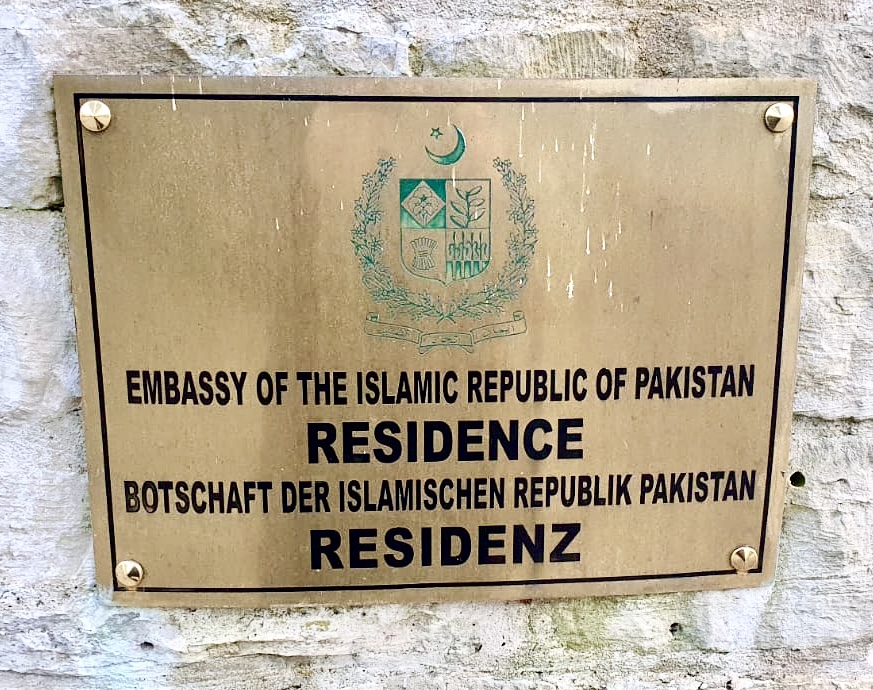 EMBASSY OF THE ISLAMIC REPUBLIC OF PAKISTAN
RESIDENCE
BOTSCHAFT DER ISLAMISCHEN REPUBLIK PAKISTAN
RESIDENZ